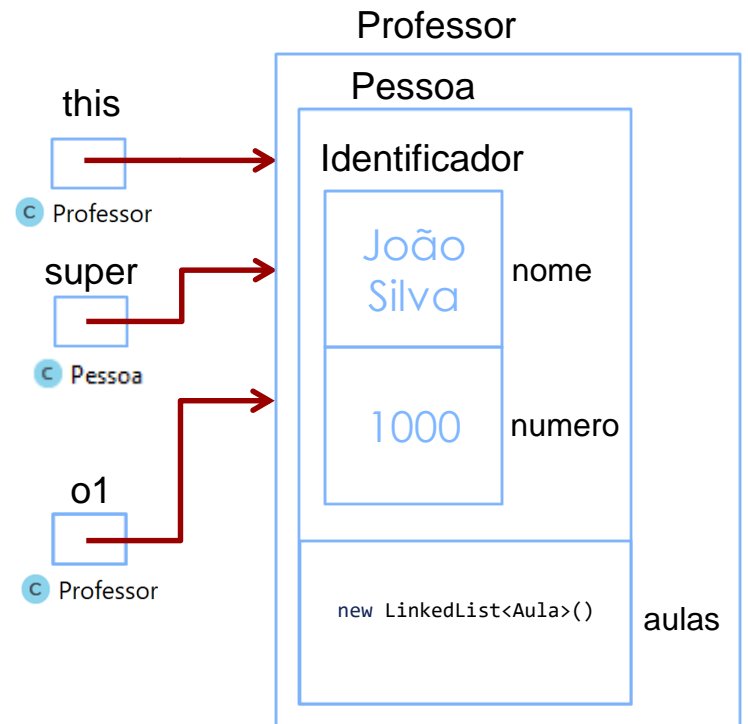 Professor
Pessoa
this
Identificador
C Professor
João
Silva
nome
super
C Pessoa
1000
numero
o1
C Professor
new LinkedList<Aula>()
aulas